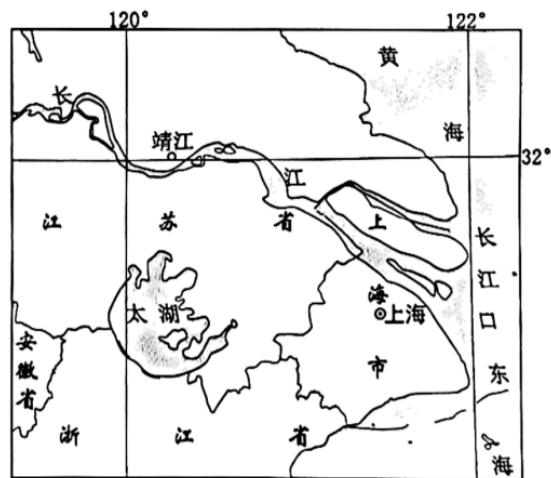 120°
122°
黄
海
长
靖江
32°
江
江
苏
省
上
海
市
长江口
太湖
上海
安徽省
东
海
浙
江
省